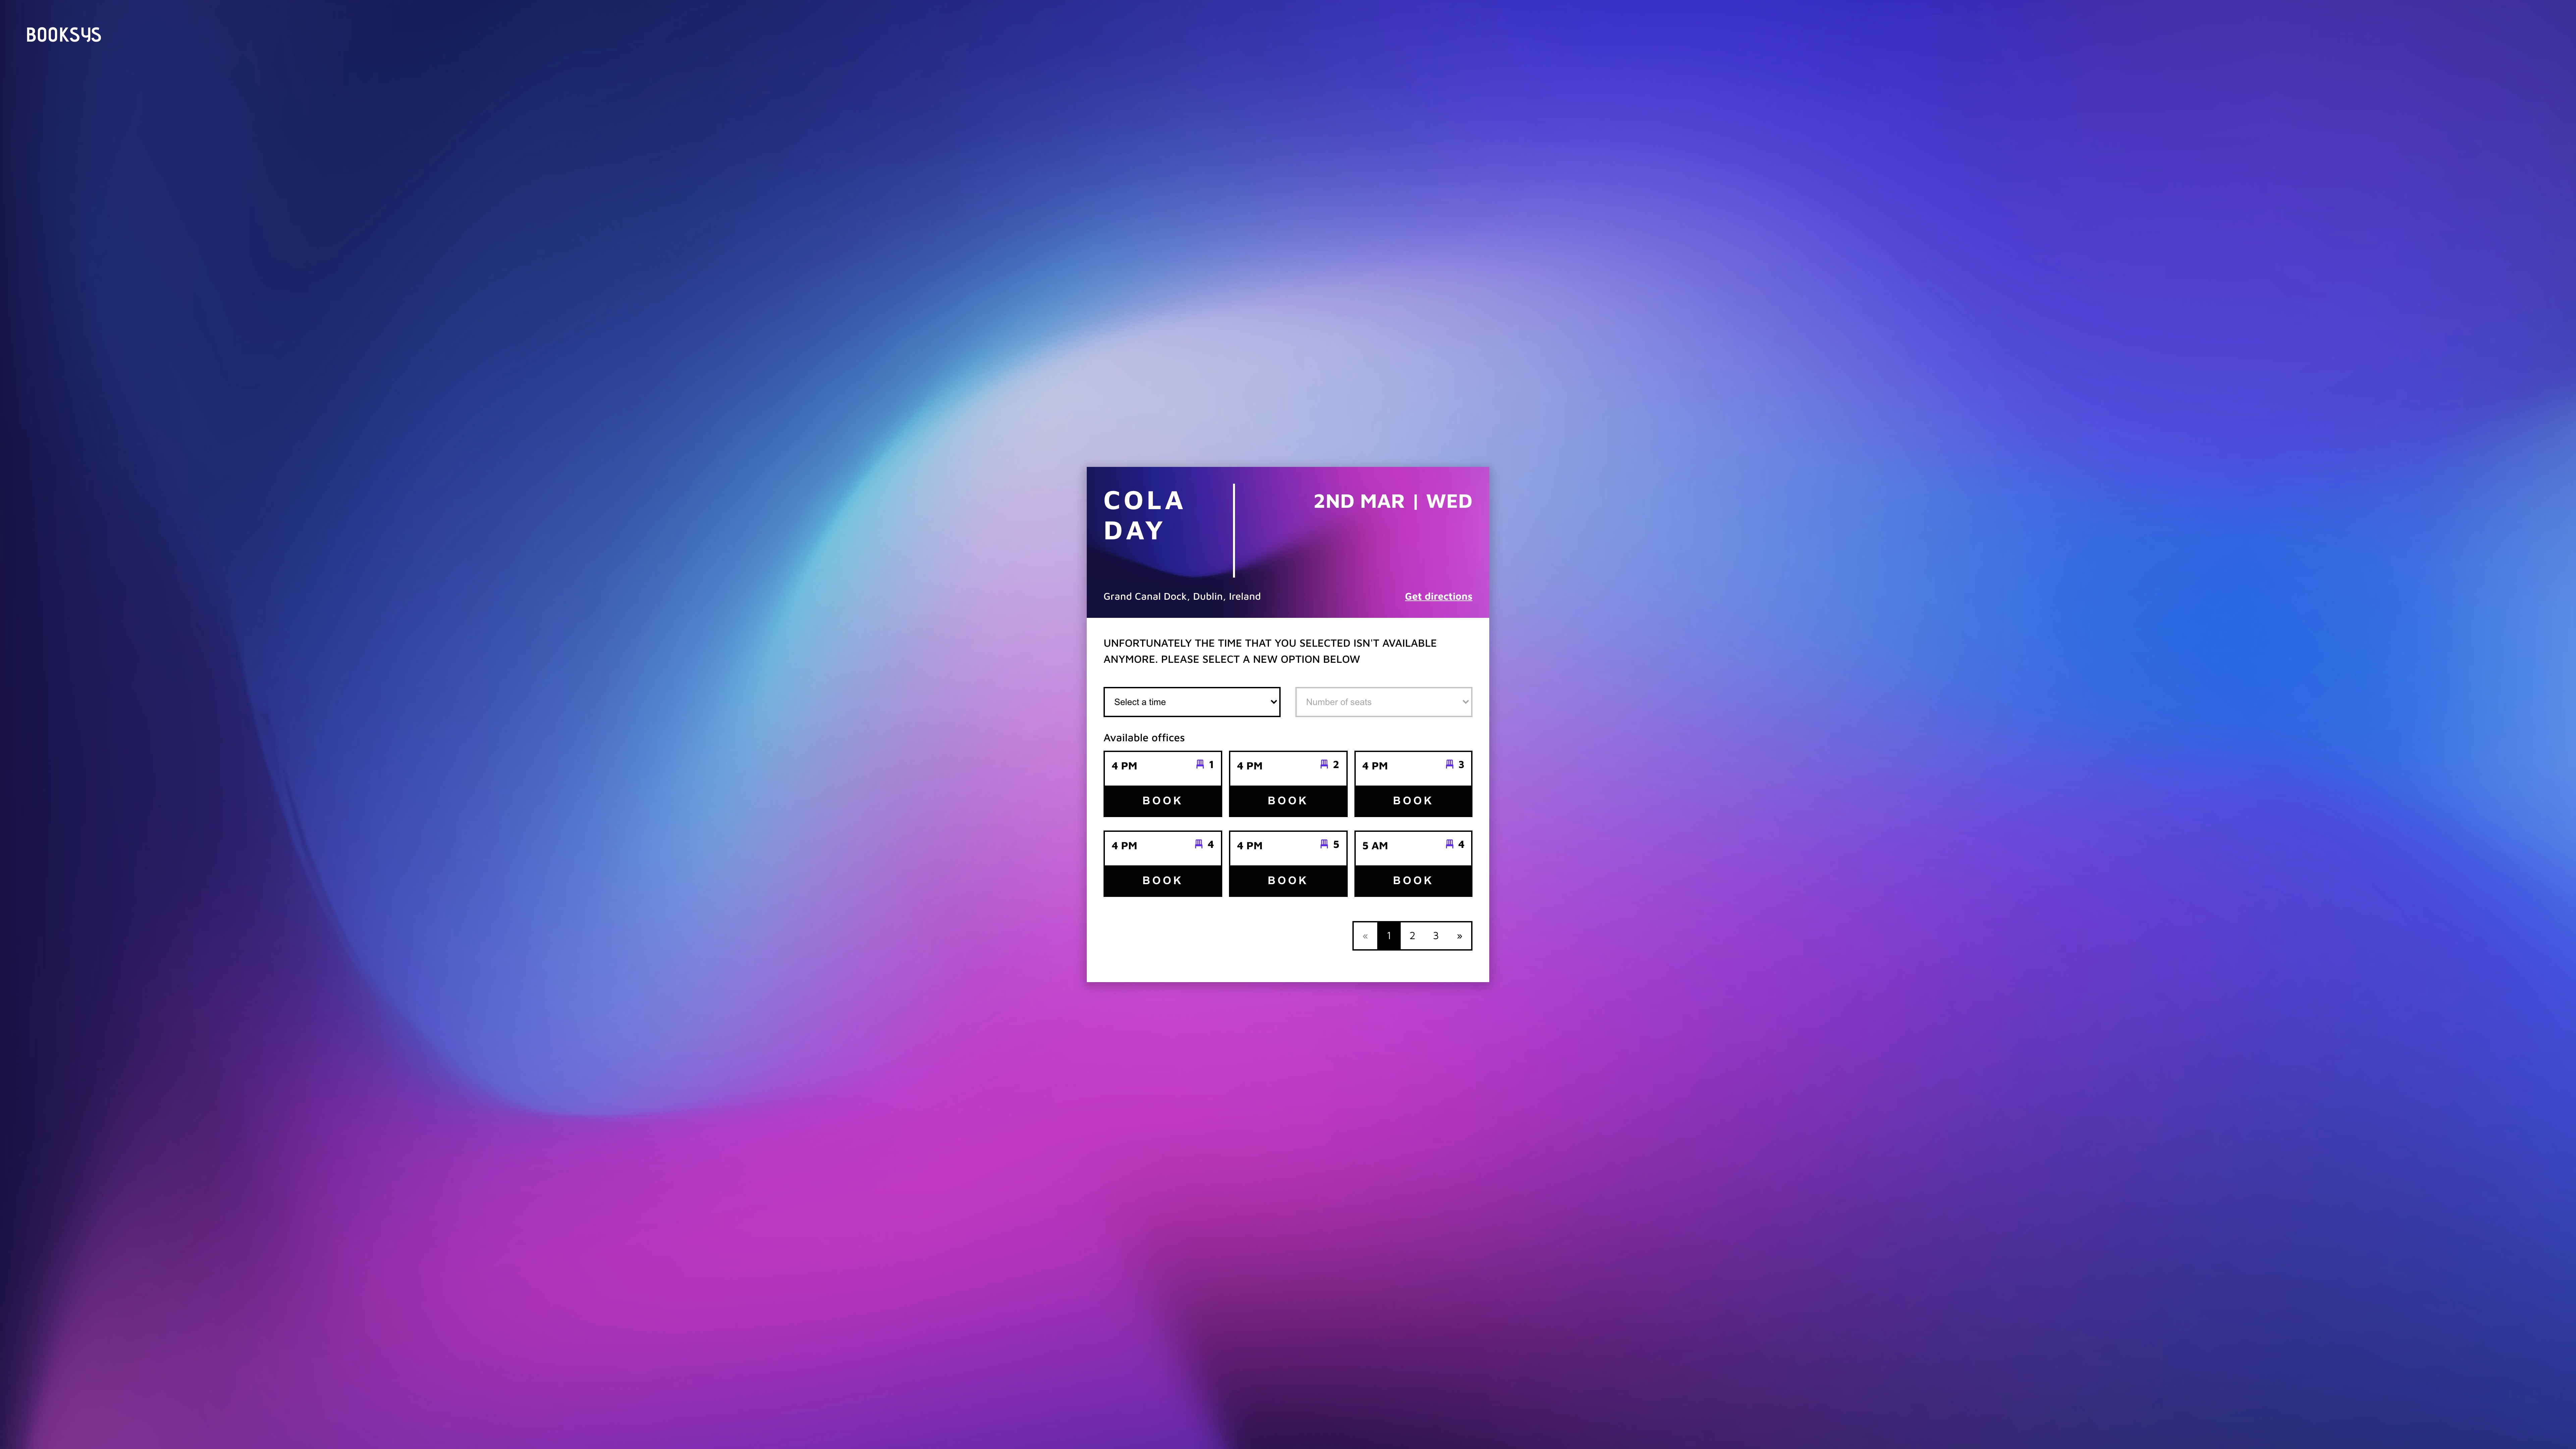 BOOKSYS
COLA
DAY
2ND MAR | WED
Grand Canal Dock, Dublin, Ireland
Get directions
UNFORTUNATELY THE TIME THAT YOU SELECTED ISN'T AVAILABLE
ANYMORE. PLEASE SELECT A NEW OPTION BELOW
Select a time
Number of seats
Available offices
4 PM 1
4 PM 2
4 PM 3
BOOK
BOOK
BOOK
4 PM 4
4 PM 5
5 AM 4
BOOK
BOOK
BOOK
« 1 2 3 »